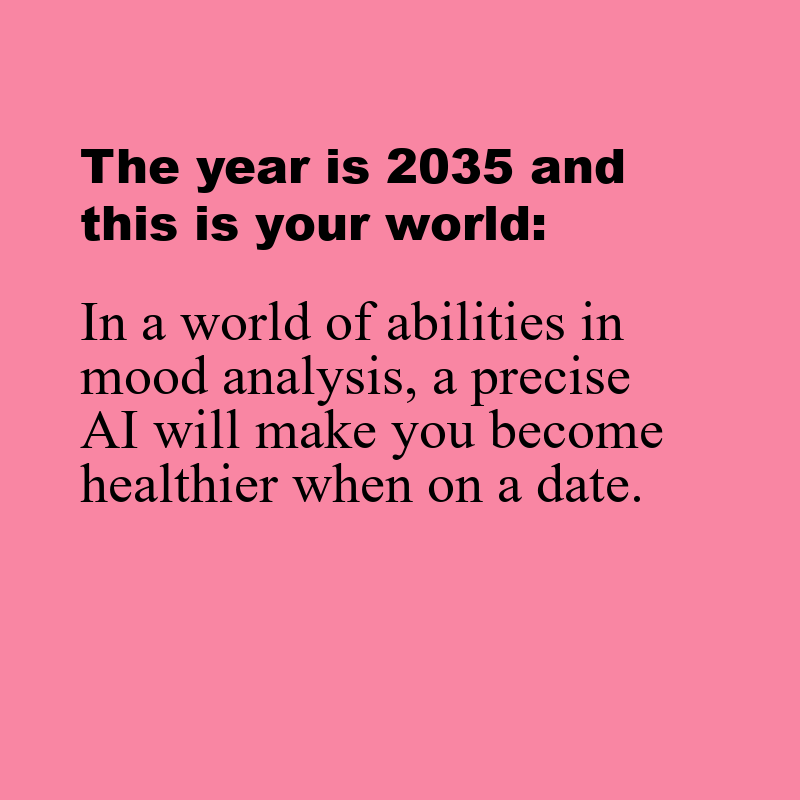 The year is 2035 and
this is your world:
In a world of abilities in
mood analysis, a precise
AI will make you become
healthier when on a date.